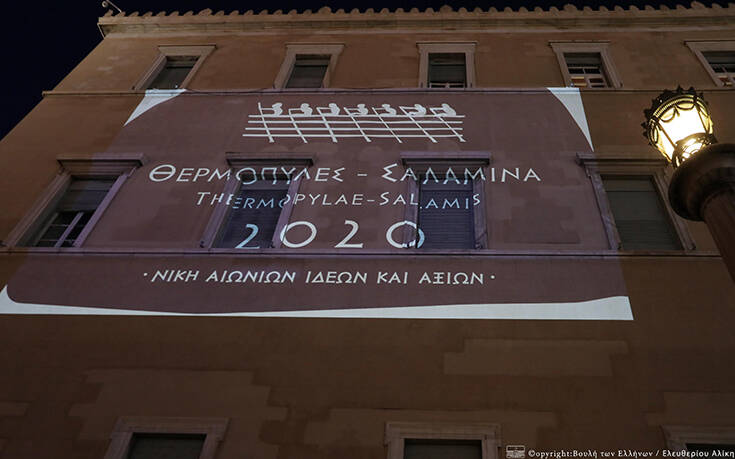 ΘΕΡΜΟΠΥΛΕΣ - ΣΑΛΑΜΙΝΑ
THERMOPYLAE-SALAMIS
2020
· ΝΙΚΗ ΑΙΩΝΙΩΝ ΙΔΕΩΝ ΚΑΙ ΑΞΙΩΝ ·
©opyright:Βουλή των Ελλήνων / Ελευθερίου Αλίκη